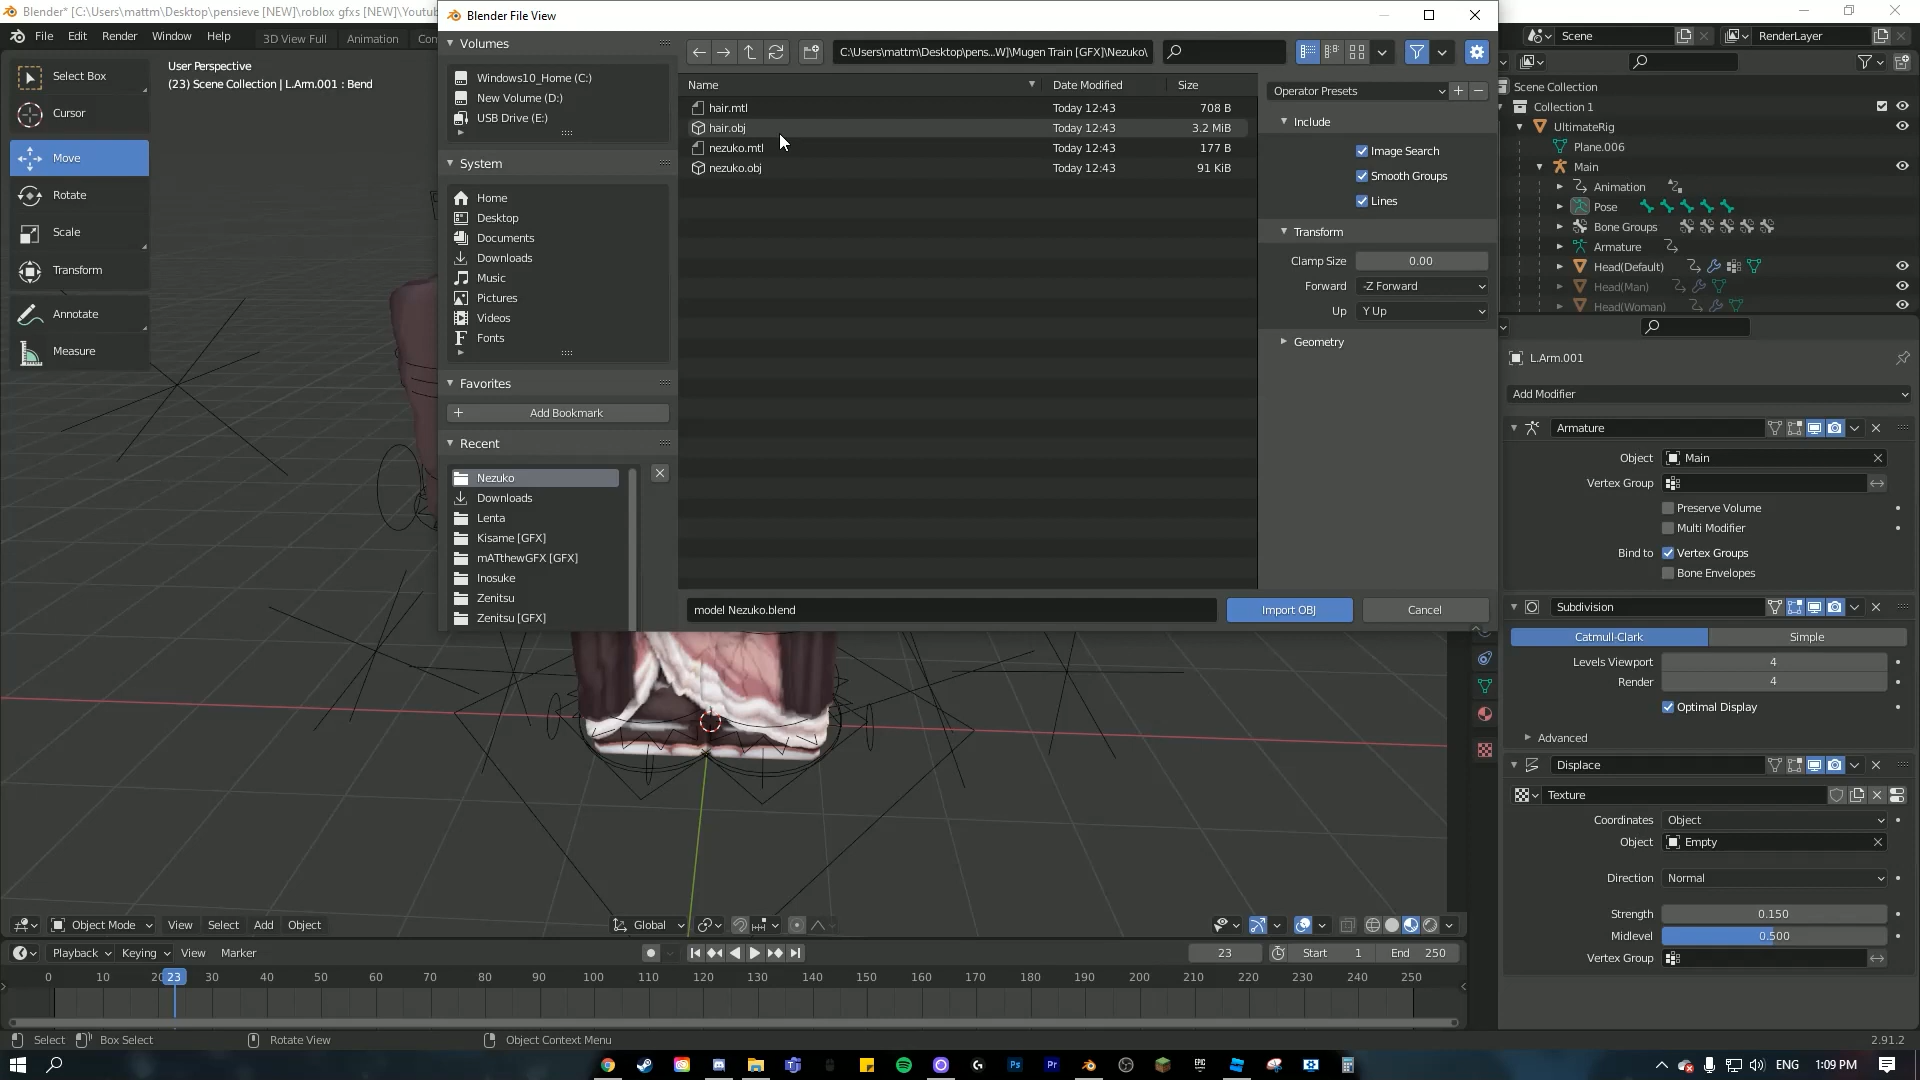 Blender* [C:\Users\mattm\Desktop\pensieve [NEW]\roblox gfxs [NEW]\Youtu
File Edit Render Window Help 3D View Full Animation Com
Scene RenderLayer
Select Box
Cursor
Move
Rotate
Scale
Transform
Annotate
Measure
User Perspective
(23) Scene Collection | L.Arm.001 : Bend
Blender File View
Volumes
Windows10_Home (C:)
New Volume (D:)
USB Drive (E:)
System
Home
Desktop
Documents
Downloads
Music
Pictures
Videos
Fonts
Favorites
Add Bookmark
Recent
Nezuko
Downloads
Lenta
Kisame [GFX]
mATthewGFX [GFX]
Inosuke
Zenitsu
Zenitsu [GFX]
C:\Users\mattm\Desktop\pens...W]\Mugen Train [GFX]\Nezuko\
Name Date Modified Size
hair.mtl Today 12:43 708 B
hair.obj Today 12:43 3.2 MiB
nezuko.mtl Today 12:43 177 B
nezuko.obj Today 12:43 91 KiB
Operator Presets
Include
Image Search
Smooth Groups
Lines
Transform
Clamp Size 0.00
Forward -Z Forward
Up Y Up
Geometry
model Nezuko.blend Import OBJ Cancel
Scene Collection
Collection 1
UltimateRig
Plane.006
Main
Animation
Pose
Bone Groups
Armature
Head(Default)
Head(Man)
Head(Woman)
L.Arm.001
Add Modifier
Armature
Object Main
Vertex Group
Preserve Volume
Multi Modifier
Bind to Vertex Groups
Bone Envelopes
Subdivision
Catmull-Clark Simple
Levels Viewport 4
Render 4
Optimal Display
Advanced
Displace
Texture
Coordinates Object
Object Empty
Direction Normal
Strength 0.150
Midlevel 0.500
Vertex Group
Object Mode View Select Add Object Global
Playback Keying View Marker 23 Start 1 End 250
0 20 23 30 40 50 60 70 80 90 100 110 120 130 140 150 160 170 180 190 200 210 220 230 240 250
Select Box Select Rotate View Object Context Menu 2.91.2
Ps Pr EPIC ENG 1:09 PM